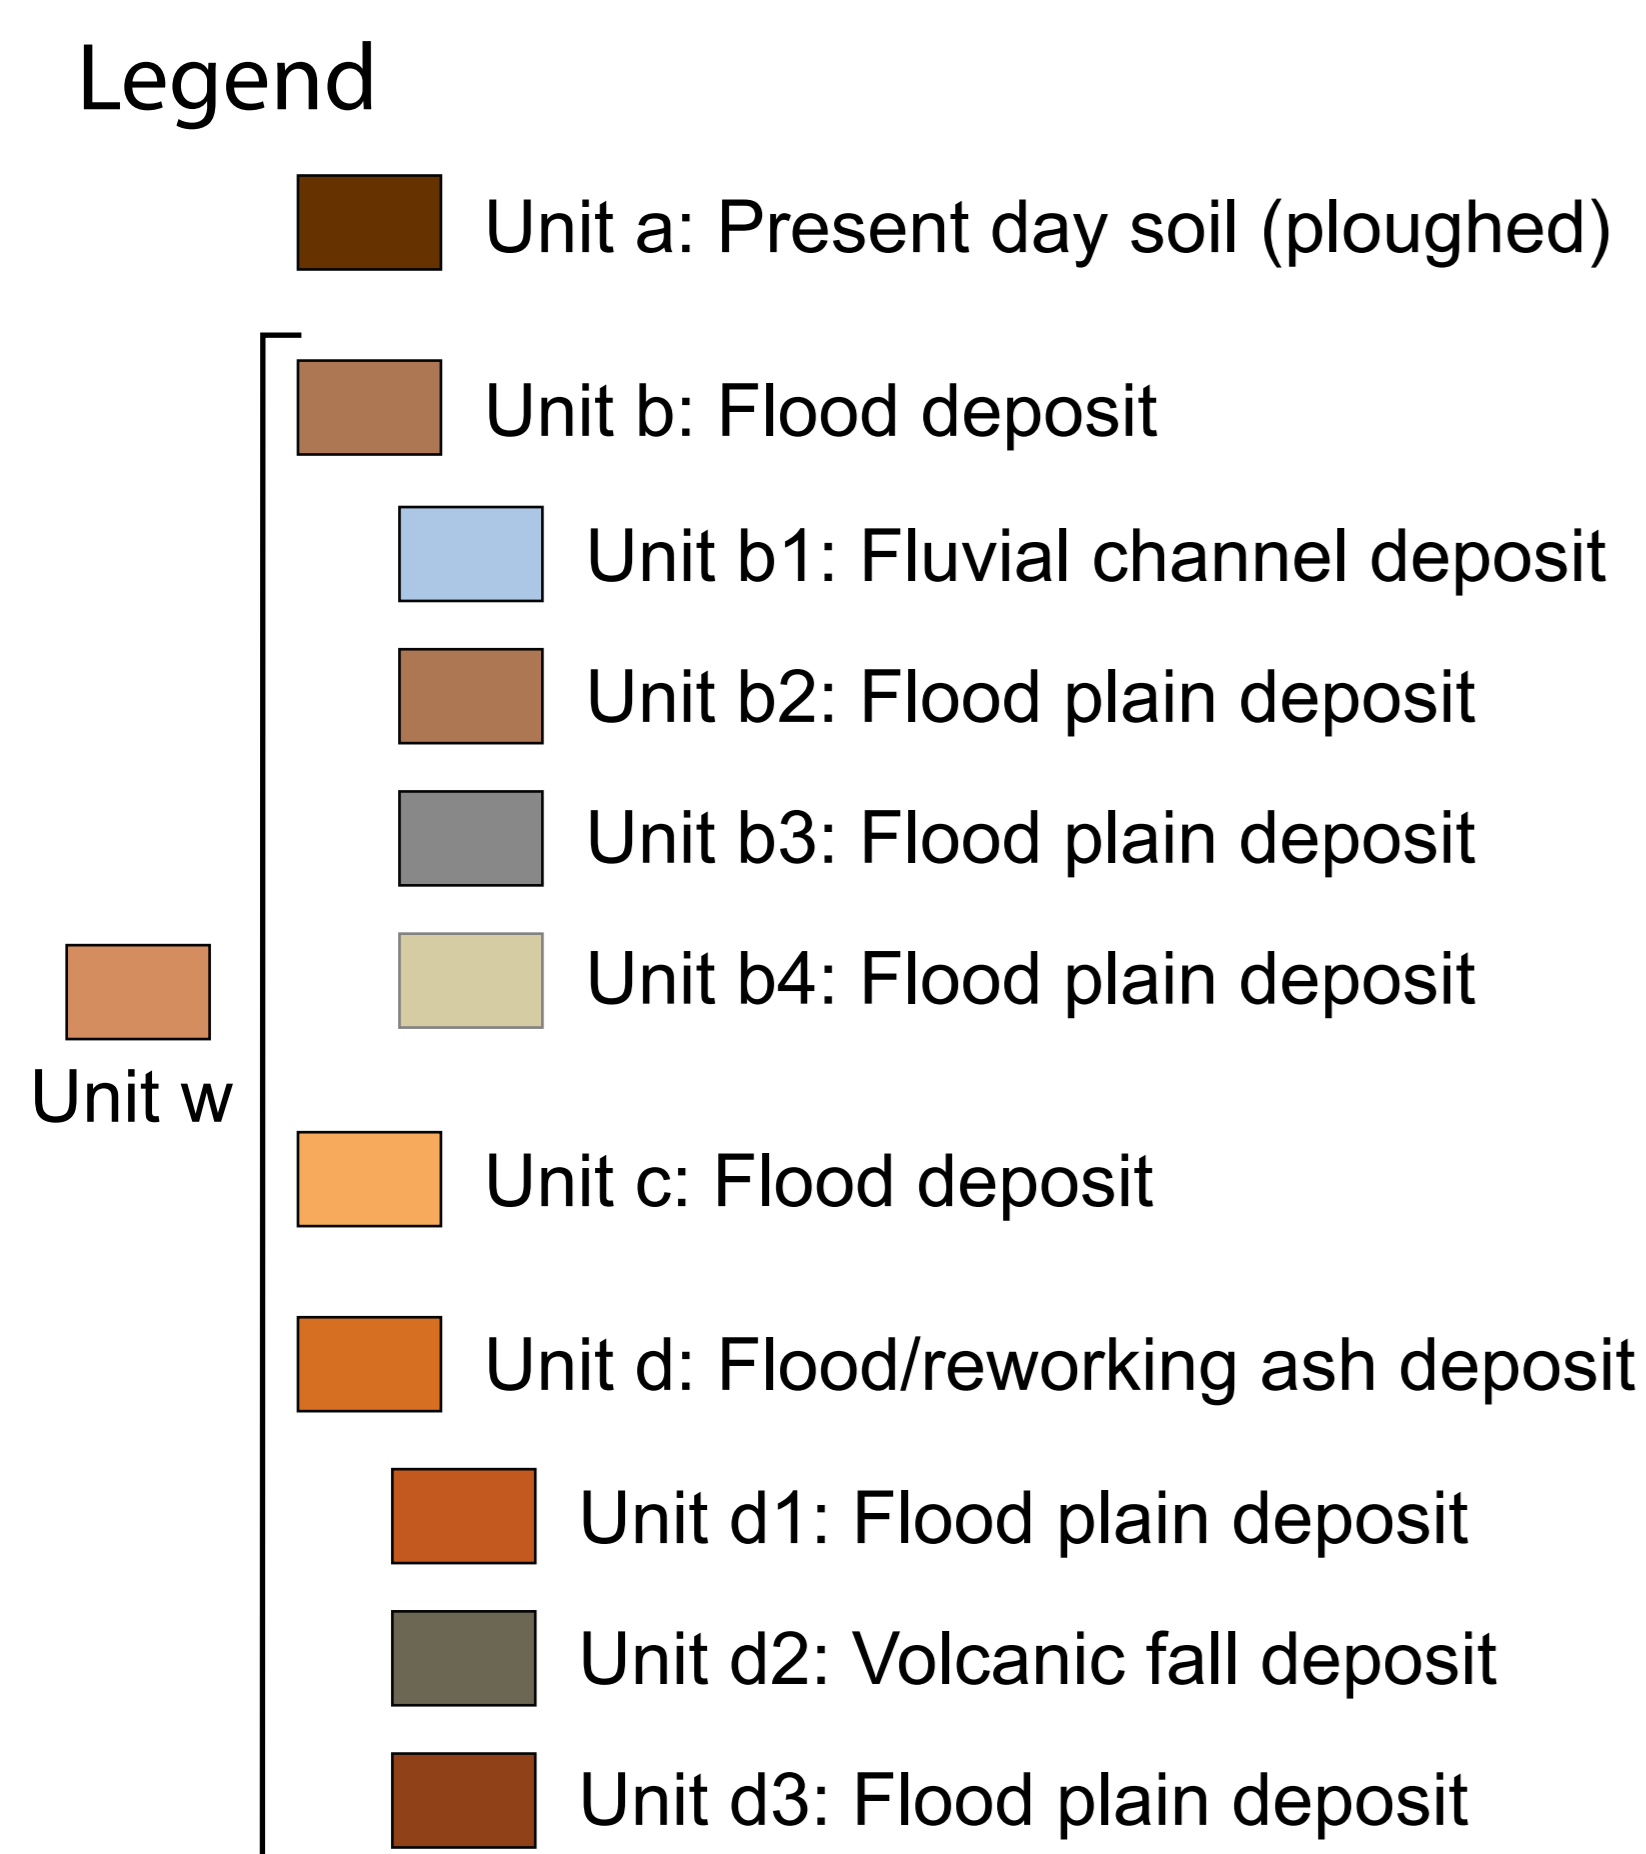 Legend
Unit a: Present day soil (ploughed)
Unit b: Flood deposit
Unit b1: Fluvial channel deposit
Unit b2: Flood plain deposit
Unit b3: Flood plain deposit
Unit b4: Flood plain deposit
Unit w
Unit c: Flood deposit
Unit d: Flood/reworking ash deposit
Unit d1: Flood plain deposit
Unit d2: Volcanic fall deposit
Unit d3: Flood plain deposit